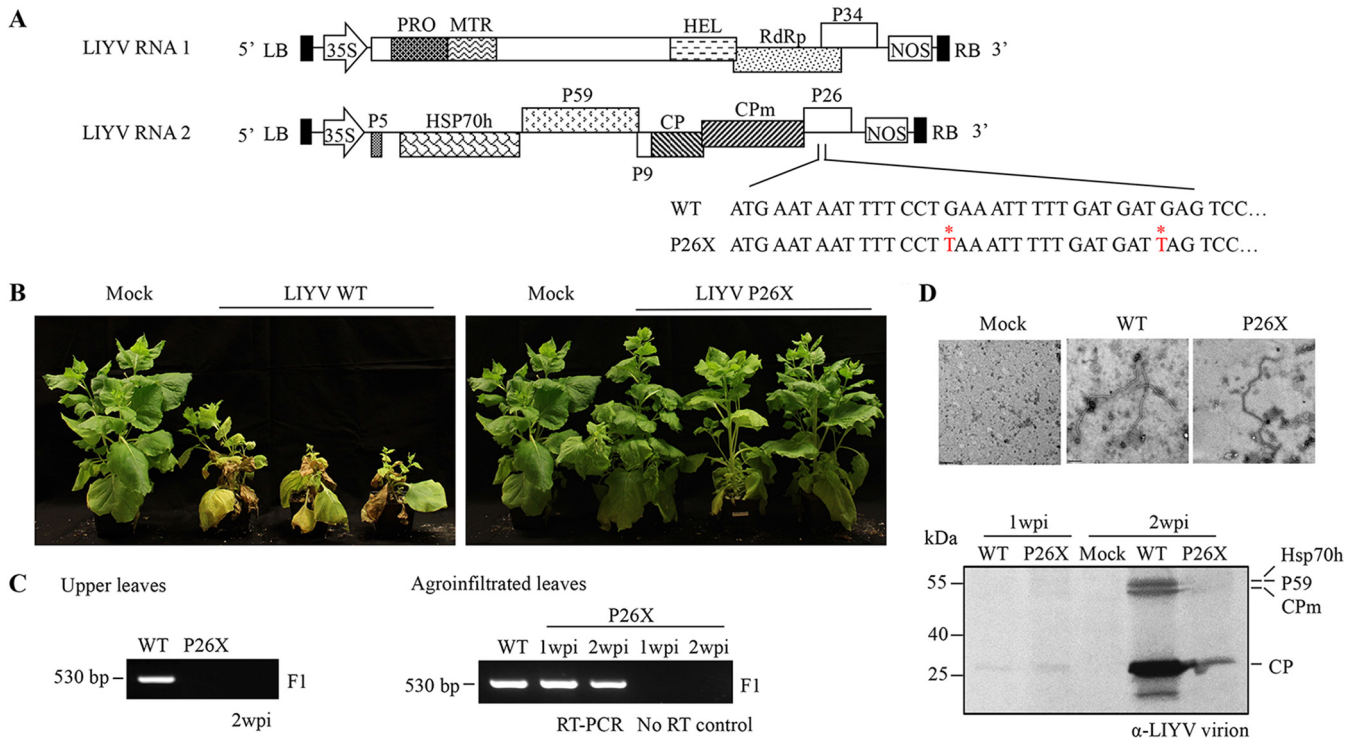 A
PRO MTR HEL RdRp P34
LIYV RNA 1 5’ LB 35S NOS RB 3’
P59 CPm P26
LIYV RNA 2 5’ LB 35S P5 HSP70h CP NOS RB 3’
P9
WT ATG AAT AAT TTT CCT GAA ATT TTT GAT GAT GAG TCC...
* *
P26X ATG AAT AAT TTT CCT TAA ATT TTT GAT GAT TAG TCC...
B
Mock LIYV WT Mock LIYV P26X
C
Upper leaves
WT P26X
530 bp F1
2wpi
Agroinfiltrated leaves
P26X
WT 1wpi 2wpi 1wpi 2wpi
530 bp F1
RT-PCR No RT control
D
Mock WT P26X
1wpi 2wpi
kDa WT P26X Mock WT P26X
Hsp70h
55 P59
CPm
40
25 CP
α-LIYV virion